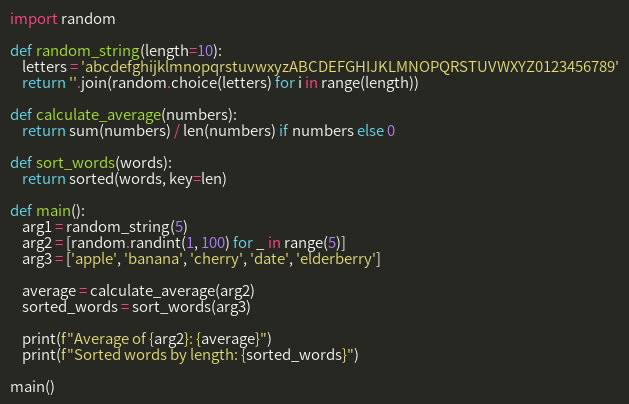 import random

def random_string(length=10):
    letters = 'abcdefghijklmnopqrstuvwxyzABCDEFGHIJKLMNOPQRSTUVWXYZ0123456789'
    return ''.join(random.choice(letters) for i in range(length))

def calculate_average(numbers):
    return sum(numbers) / len(numbers) if numbers else 0

def sort_words(words):
    return sorted(words, key=len)

def main():
    arg1 = random_string(5)
    arg2 = [random.randint(1, 100) for _ in range(5)]
    arg3 = ['apple', 'banana', 'cherry', 'date', 'elderberry']

    average = calculate_average(arg2)
    sorted_words = sort_words(arg3)

    print(f"Average of {arg2}: {average}")
    print(f"Sorted words by length: {sorted_words}")

main()